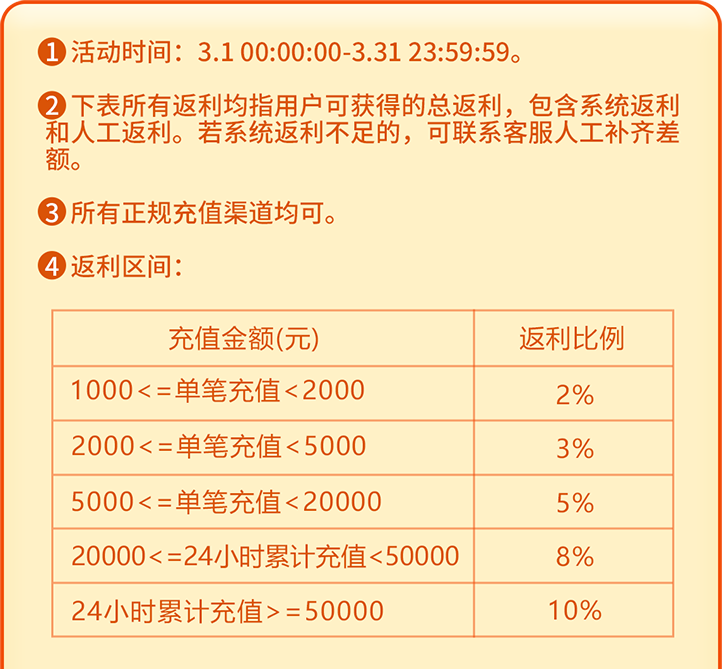 ❶活动时间：3.1 00:00:00-3.31 23:59:59。
❷下表所有返利均指用户可获得的总返利，包含系统返利
和人工返利。若系统返利不足的，可联系客服人工补齐差
额。
❸所有正规充值渠道均可。
❹返利区间：
充值金额(元) 返利比例
1000<=单笔充值<2000 2%
2000<=单笔充值<5000 3%
5000<=单笔充值<20000 5%
20000<=24小时累计充值<50000 8%
24小时累计充值>=50000 10%